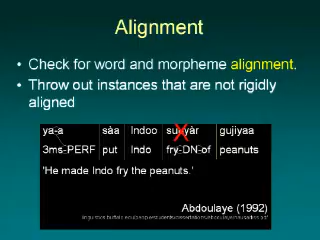 Alignment
• Check for word and morpheme alignment.
• Throw out instances that are not rigidly
aligned
ya-a sàa Indoo gujiyaa
3ms-PERF put Indo fry-DN-of peanuts
'He made Indo fry the peanuts.'
Abdoulaye (1992)